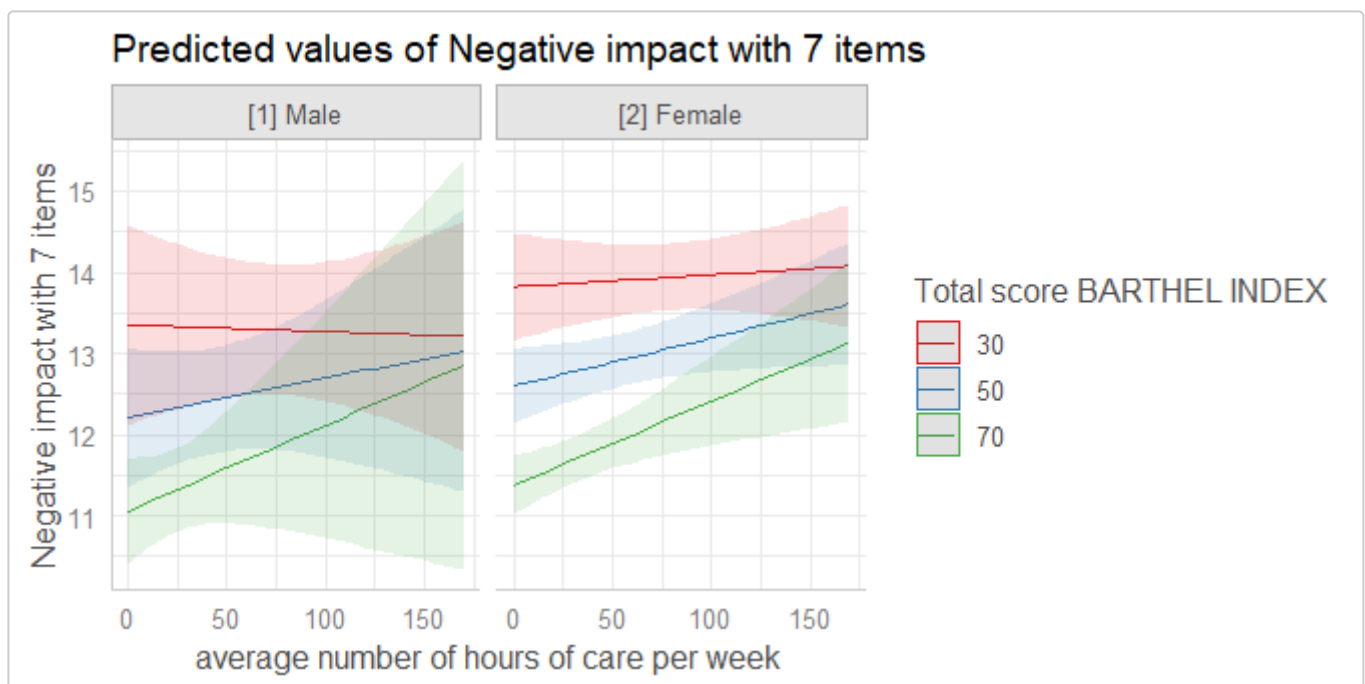 Predicted values of Negative impact with 7 items
[1] Male
[2] Female
Negative impact with 7 items
15
14
13
12
11
0 50 100 150
0 50 100 150
average number of hours of care per week
Total score BARTHEL INDEX
30
50
70